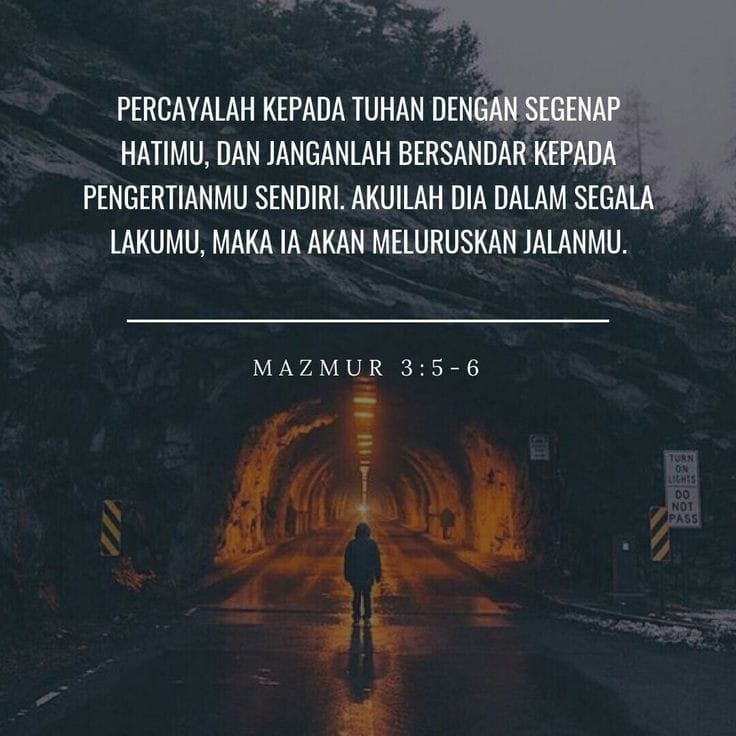 PERCAYALAH KEPADA TUHAN DENGAN SEGENAP
HATIMU, DAN JANGANLAH BERSANDAR KEPADA
PENGERTIANMU SENDIRI. AKUILAH DIA DALAM SEGALA
LAKUMU, MAKA IA AKAN MELURUSKAN JALANMU.
MAZMUR 3:5-6
TURN
ON
LIGHTS
DO
NOT
PASS